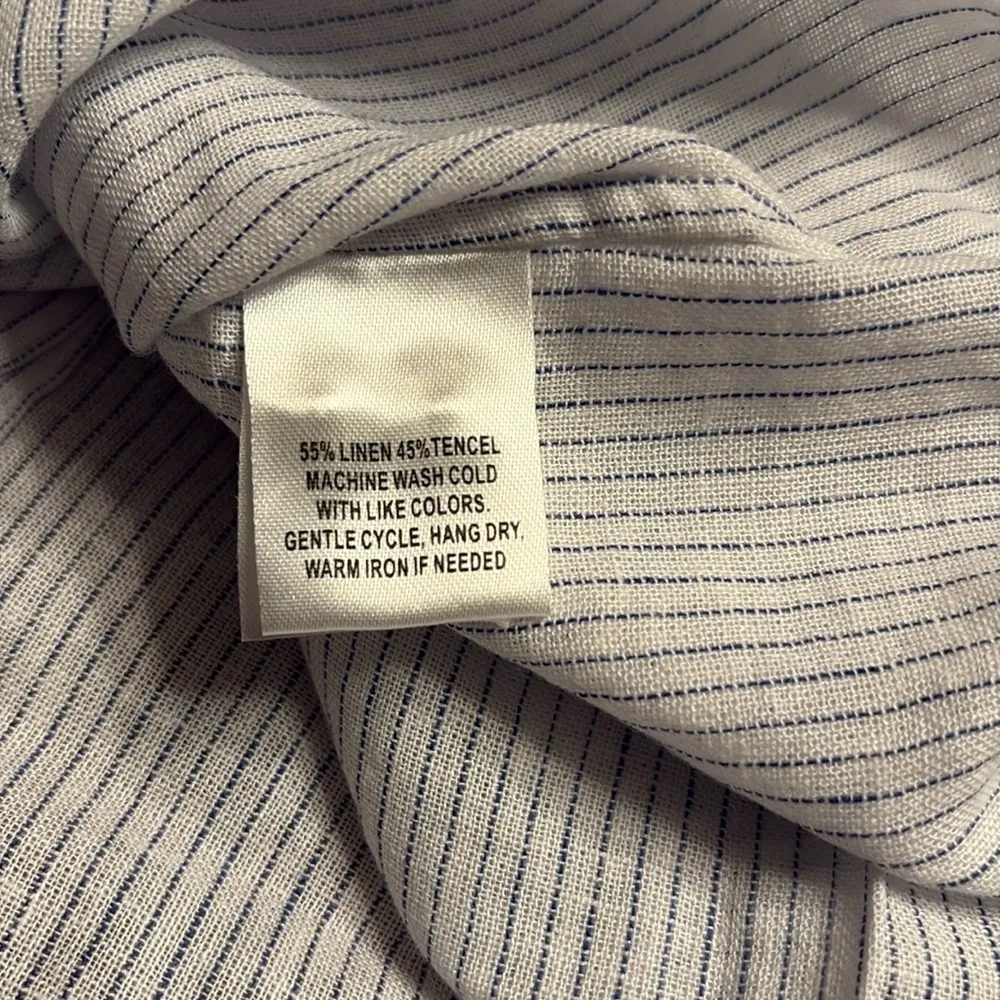 55% LINEN 45%TENCEL
MACHINE WASH COLD
WITH LIKE COLORS.
GENTLE CYCLE, HANG DRY,
WARM IRON IF NEEDED